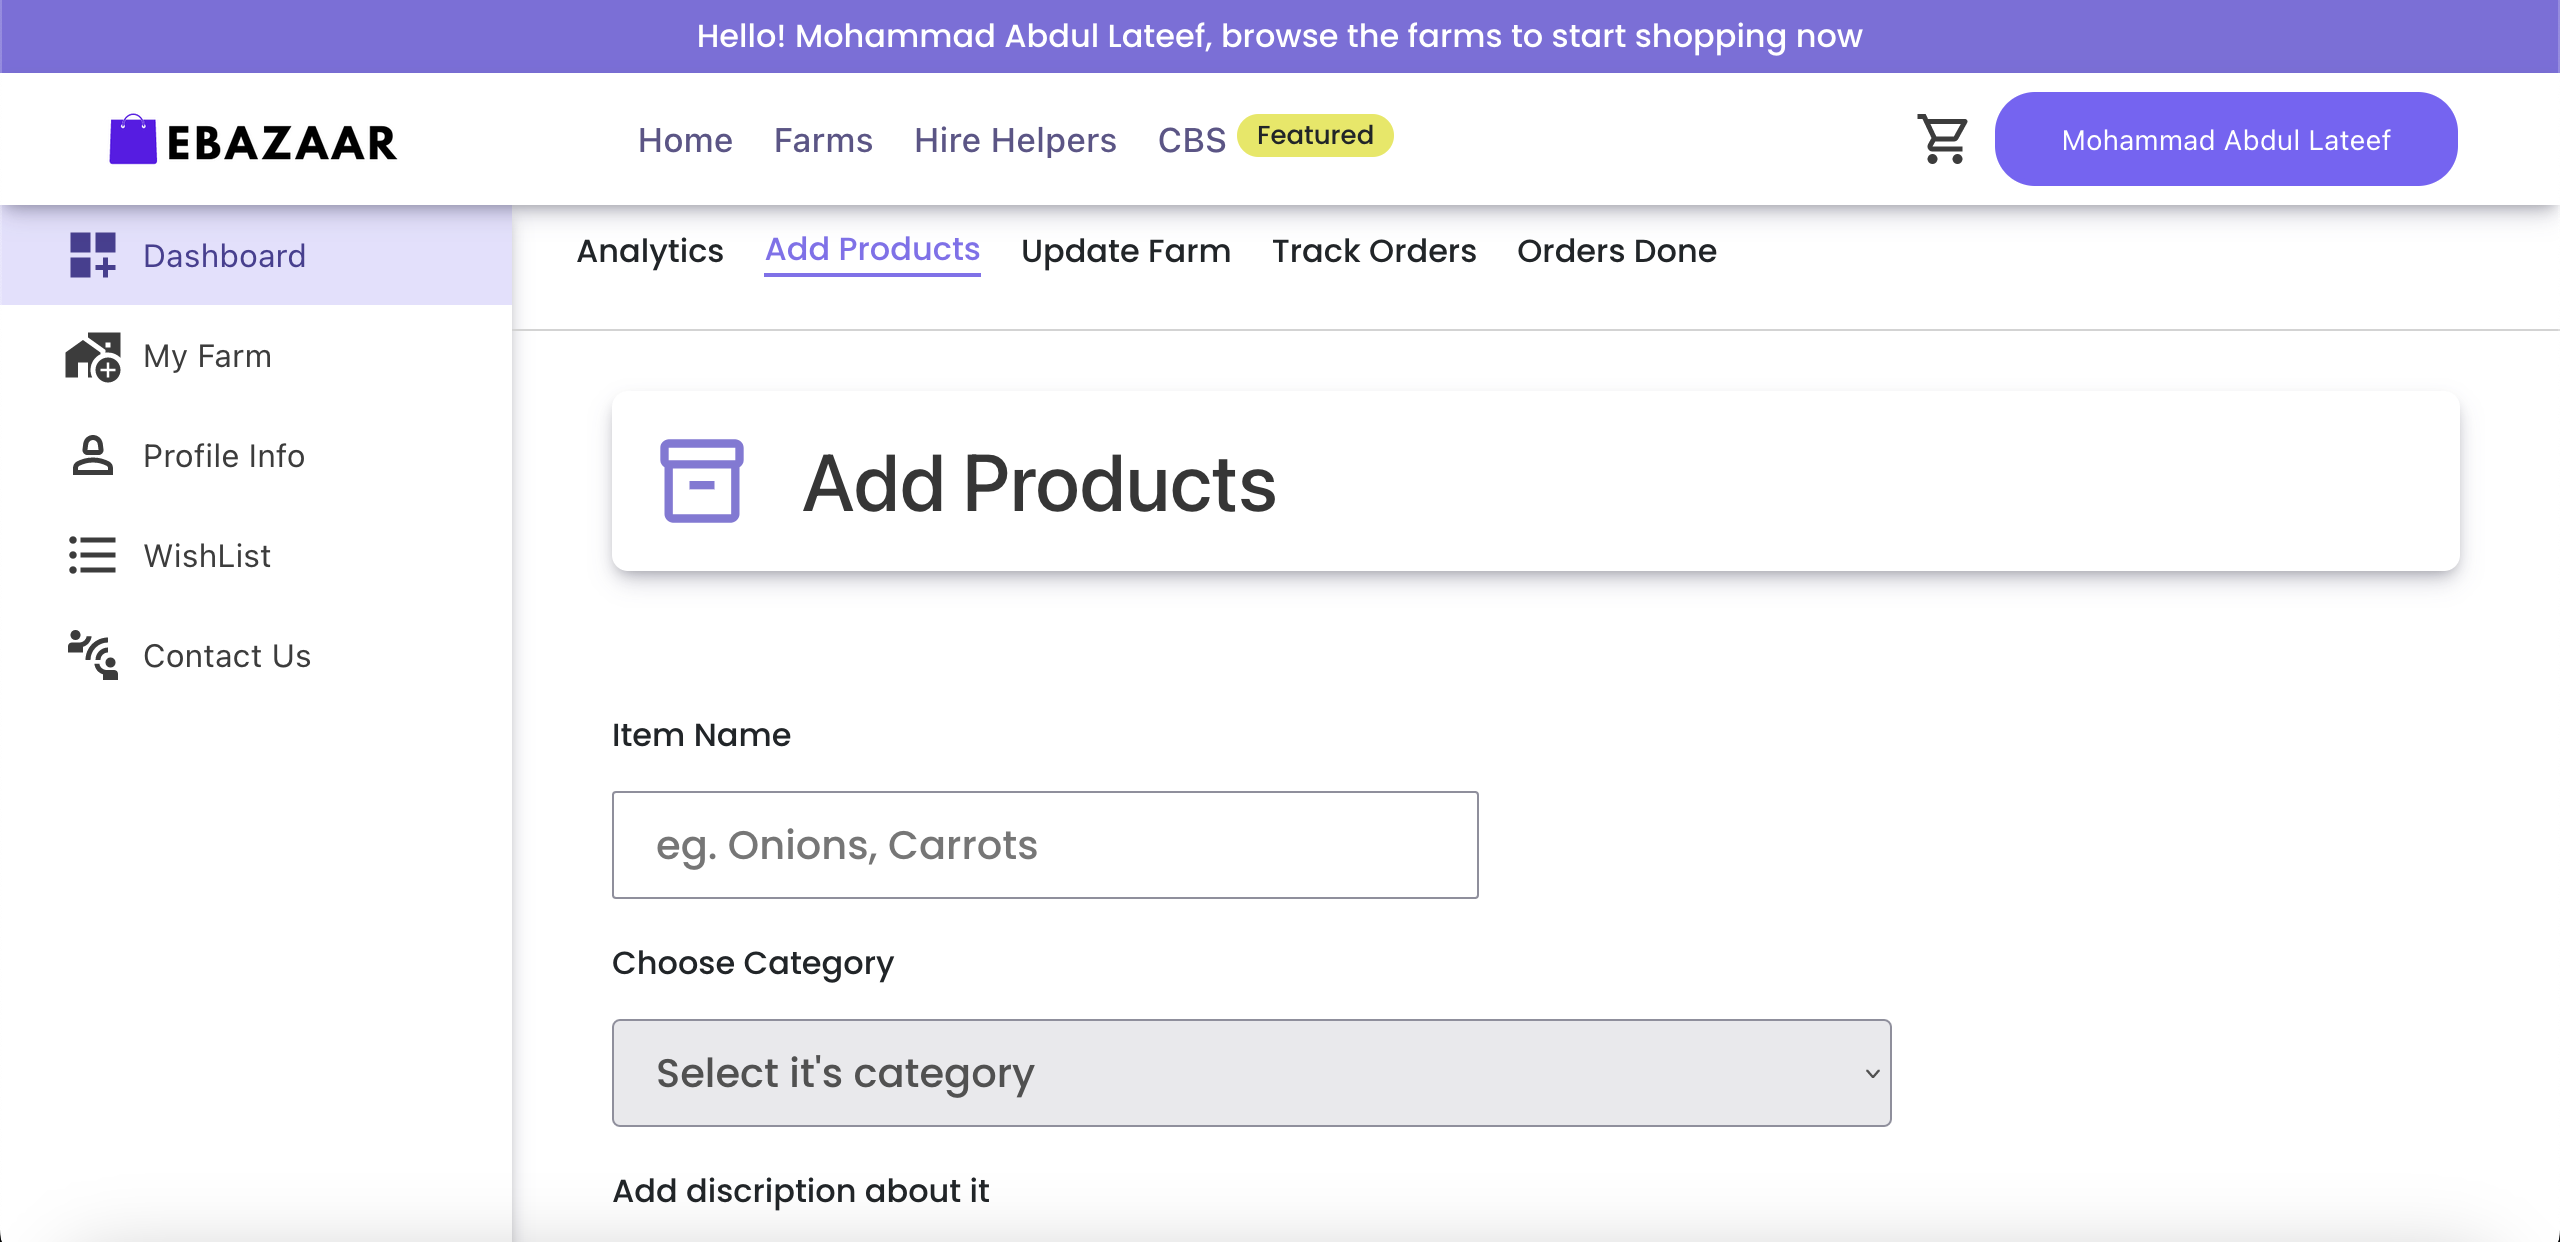 Hello! Mohammad Abdul Lateef, browse the farms to start shopping now
EBAZAAR
Home Farms Hire Helpers CBS Featured
Mohammad Abdul Lateef
Dashboard
My Farm
Profile Info
WishList
Contact Us
Analytics Add Products Update Farm Track Orders Orders Done
Add Products
Item Name
eg. Onions, Carrots
Choose Category
Select it's category
Add discription about it